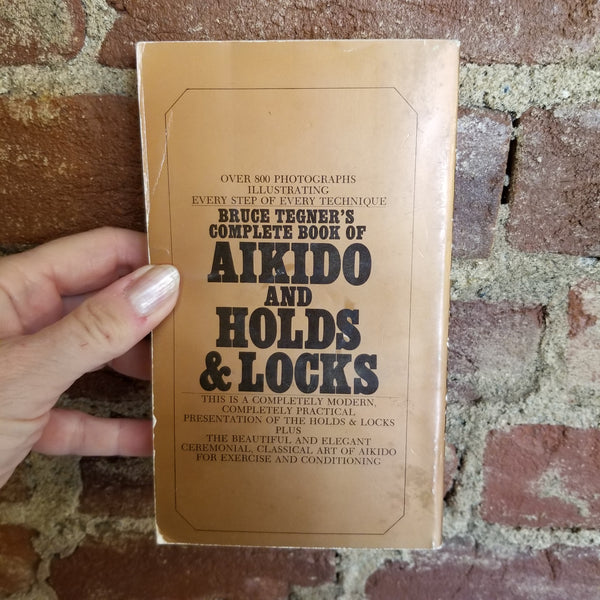 OVER 800 PHOTOGRAPHS
ILLUSTRATING
EVERY STEP OF EVERY TECHNIQUE
BRUCE TEGNER'S
COMPLETE BOOK OF
AIKIDO
AND
HOLDS
& LOCKS
THIS IS A COMPLETELY MODERN,
COMPLETELY PRACTICAL
PRESENTATION OF THE HOLDS & LOCKS
PLUS
THE BEAUTIFUL AND ELEGANT
CEREMONIAL, CLASSICAL ART OF AIKIDO
FOR EXERCISE AND CONDITIONING